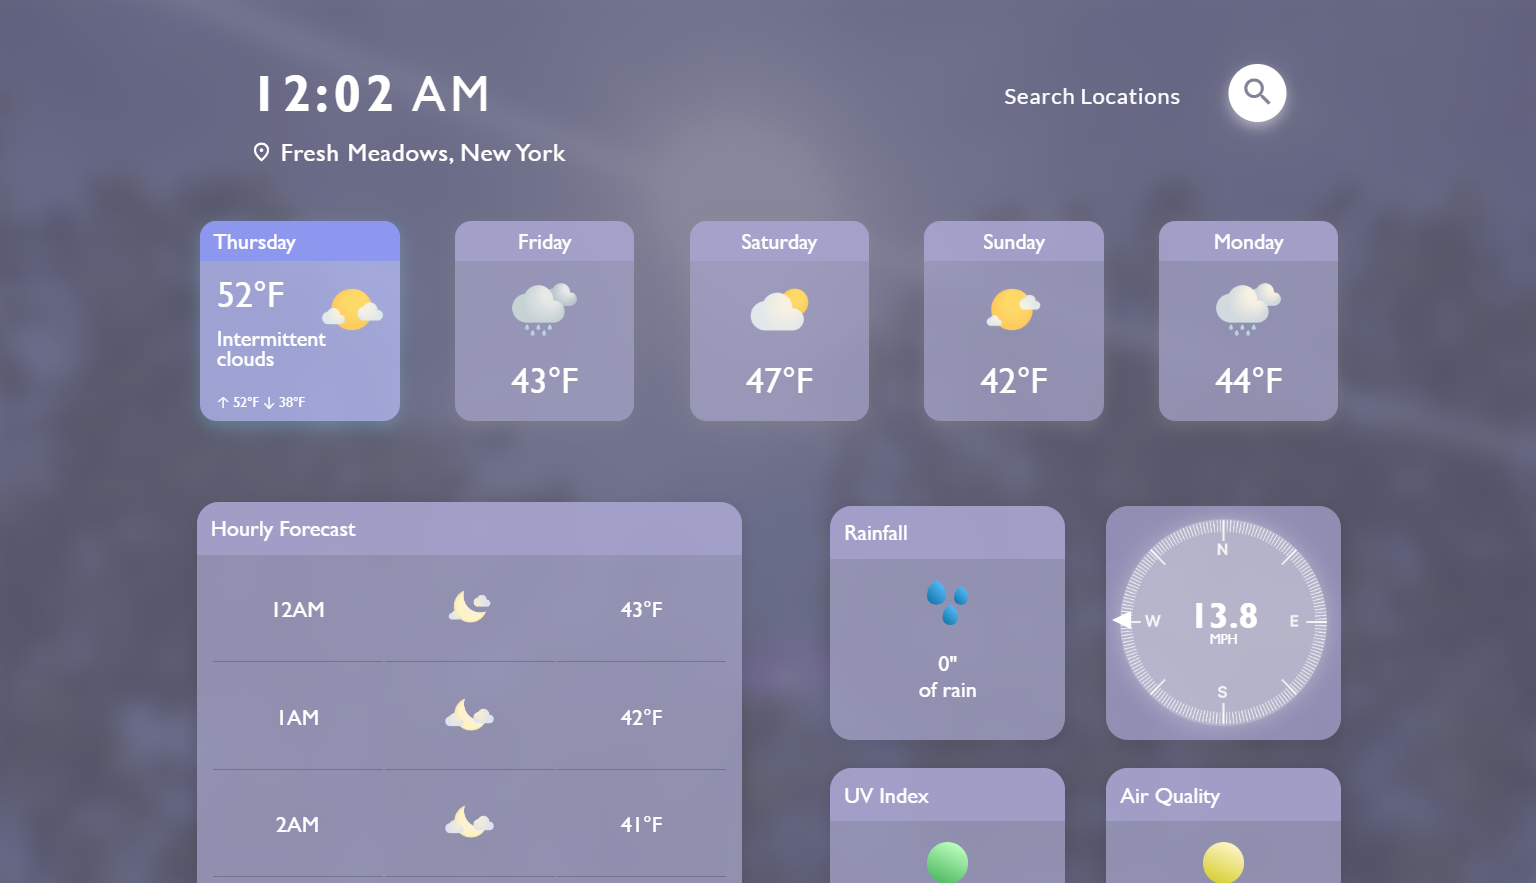 12:02 AM
Fresh Meadows, New York
Search Locations
Thursday
52°F
Intermittent
clouds
↑ 52°F ↓ 38°F
Friday
43°F
Saturday
47°F
Sunday
42°F
Monday
44°F
Hourly Forecast
12AM 43°F
1AM 42°F
2AM 41°F
Rainfall
0"
of rain
N
W 13.8 E
MPH
S
UV Index
Air Quality